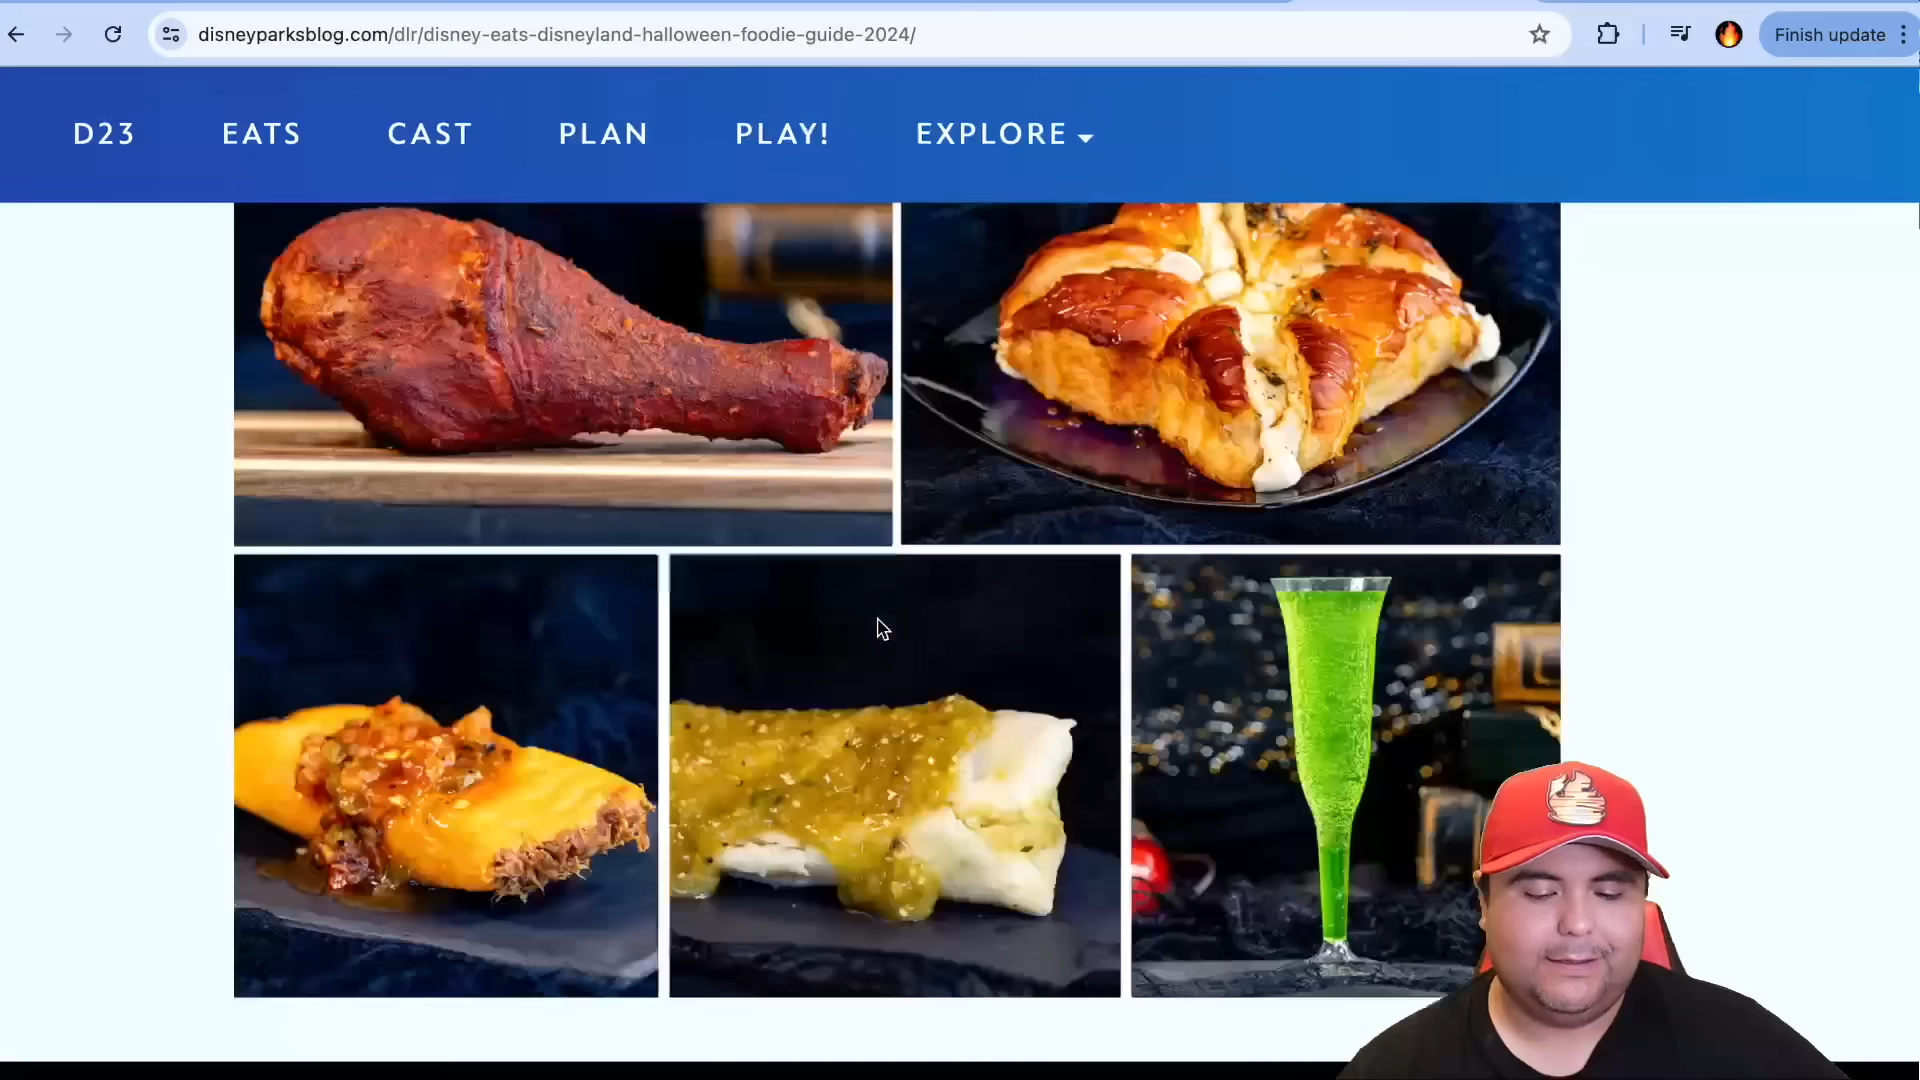 disneyparksblog.com/dlr/disney-eats-disneyland-halloween-foodie-guide-2024/
Finish update
D23
EATS
CAST
PLAN
PLAY!
EXPLORE